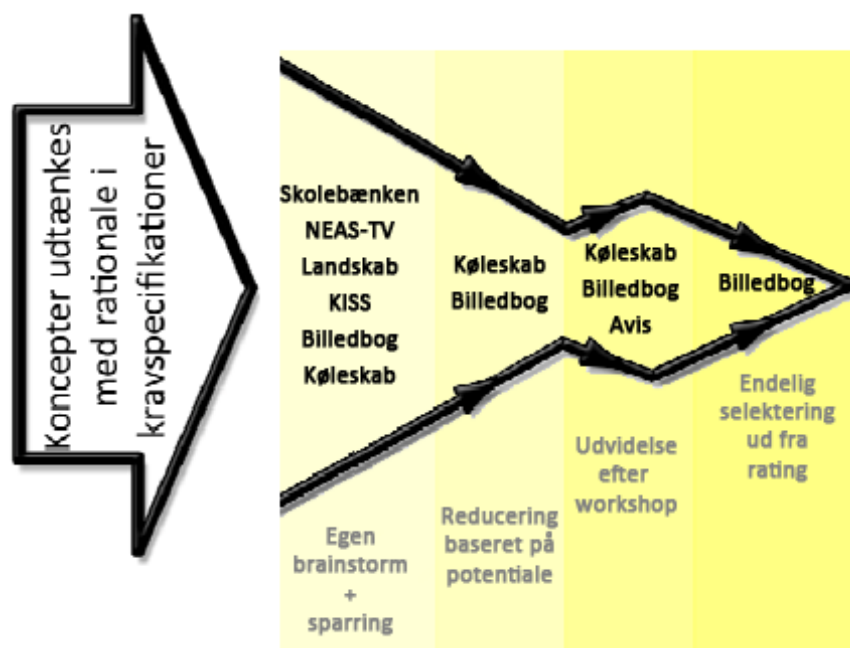 Koncepter udtænkes
med rationale i
kravspecifikationer
Skolebænken
NEAS-TV
Landskab
KISS
Billedbog
Køleskab
Egen
brainstorm
+
sparring
Køleskab
Billedbog
Reducering
baseret på
potentiale
Køleskab
Billedbog
Avis
Udvidelse
efter
workshop
Billedbog
Endelig
selektering
ud fra
rating